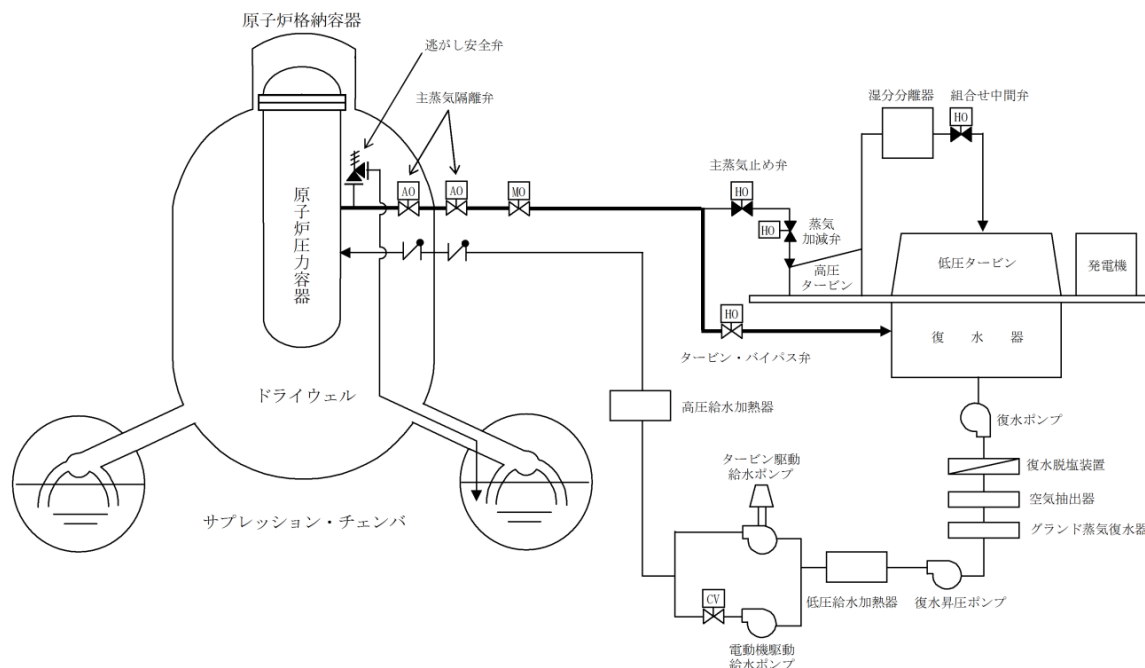 原子炉格納容器
逃がし安全弁
主蒸気隔離弁
湿分分離器
組合せ中間弁
HO
主蒸気止め弁
HO
AO
AO
MO
原子炉圧力容器
HO
蒸気
加減弁
高圧
タービン
低圧タービン
発電機
HO
復水器
タービン・バイパス弁
ドライウェル
高圧給水加熱器
復水ポンプ
タービン駆動
給水ポンプ
復水脱塩装置
空気抽出器
サプレッション・チェンバ
グランド蒸気復水器
CV
低圧給水加熱器
復水昇圧ポンプ
電動機駆動
給水ポンプ